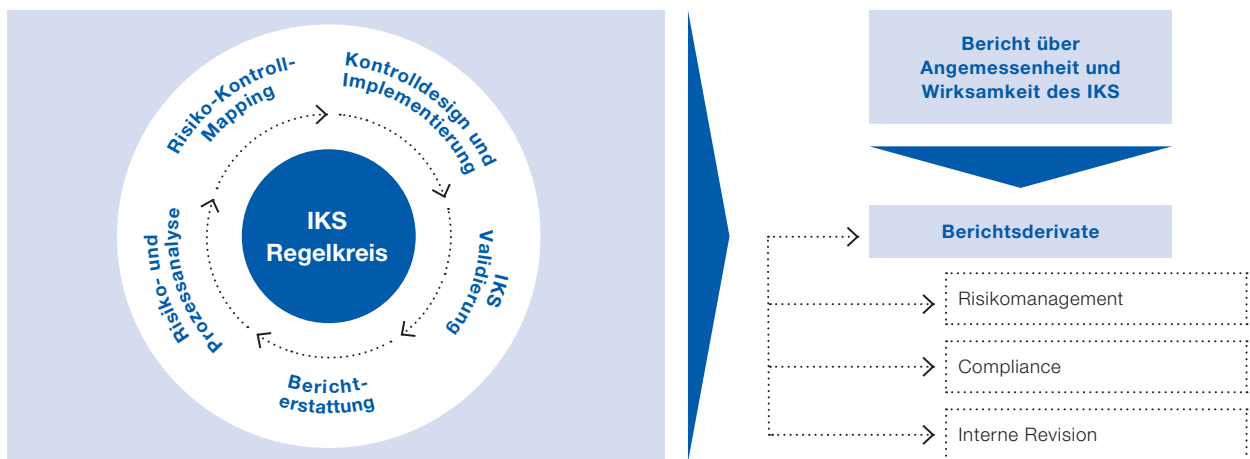 Risiko-Kontroll-
Mapping
Kontrolldesign und
Implementierung
IKS
Validierung
Bericht-
erstattung
Risiko- und
Prozessanalyse
IKS
Regelkreis
Bericht über
Angemessenheit und
Wirksamkeit des IKS
Berichtsderivate
Risikomanagement
Compliance
Interne Revision